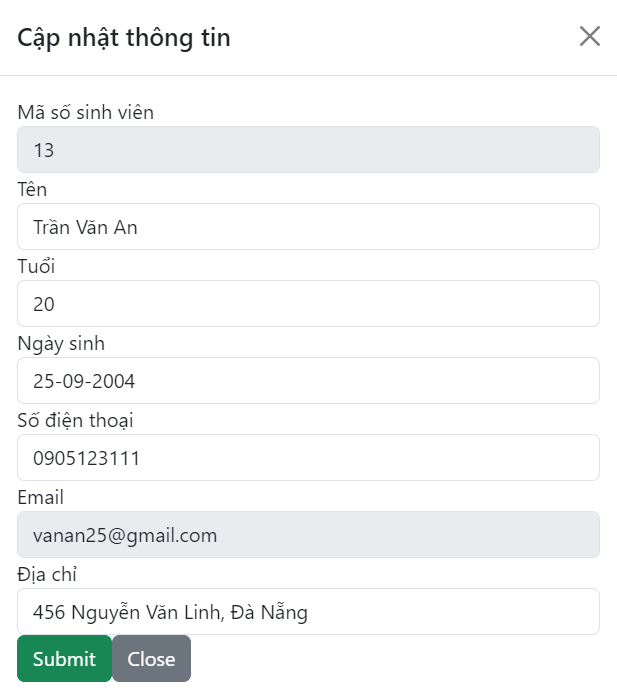 Cập nhật thông tin
Mã số sinh viên
13
Tên
Trần Văn An
Tuổi
20
Ngày sinh
25-09-2004
Số điện thoại
0905123111
Email
vanan25@gmail.com
Địa chỉ
456 Nguyễn Văn Linh, Đà Nẵng
Submit Close